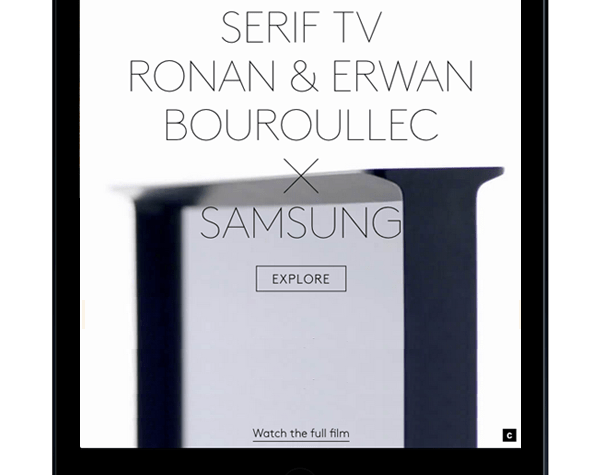 SERIF TV
RONAN & ERWAN
BOUROULLEC
X
SAMSUNG
EXPLORE
Watch the full film
C